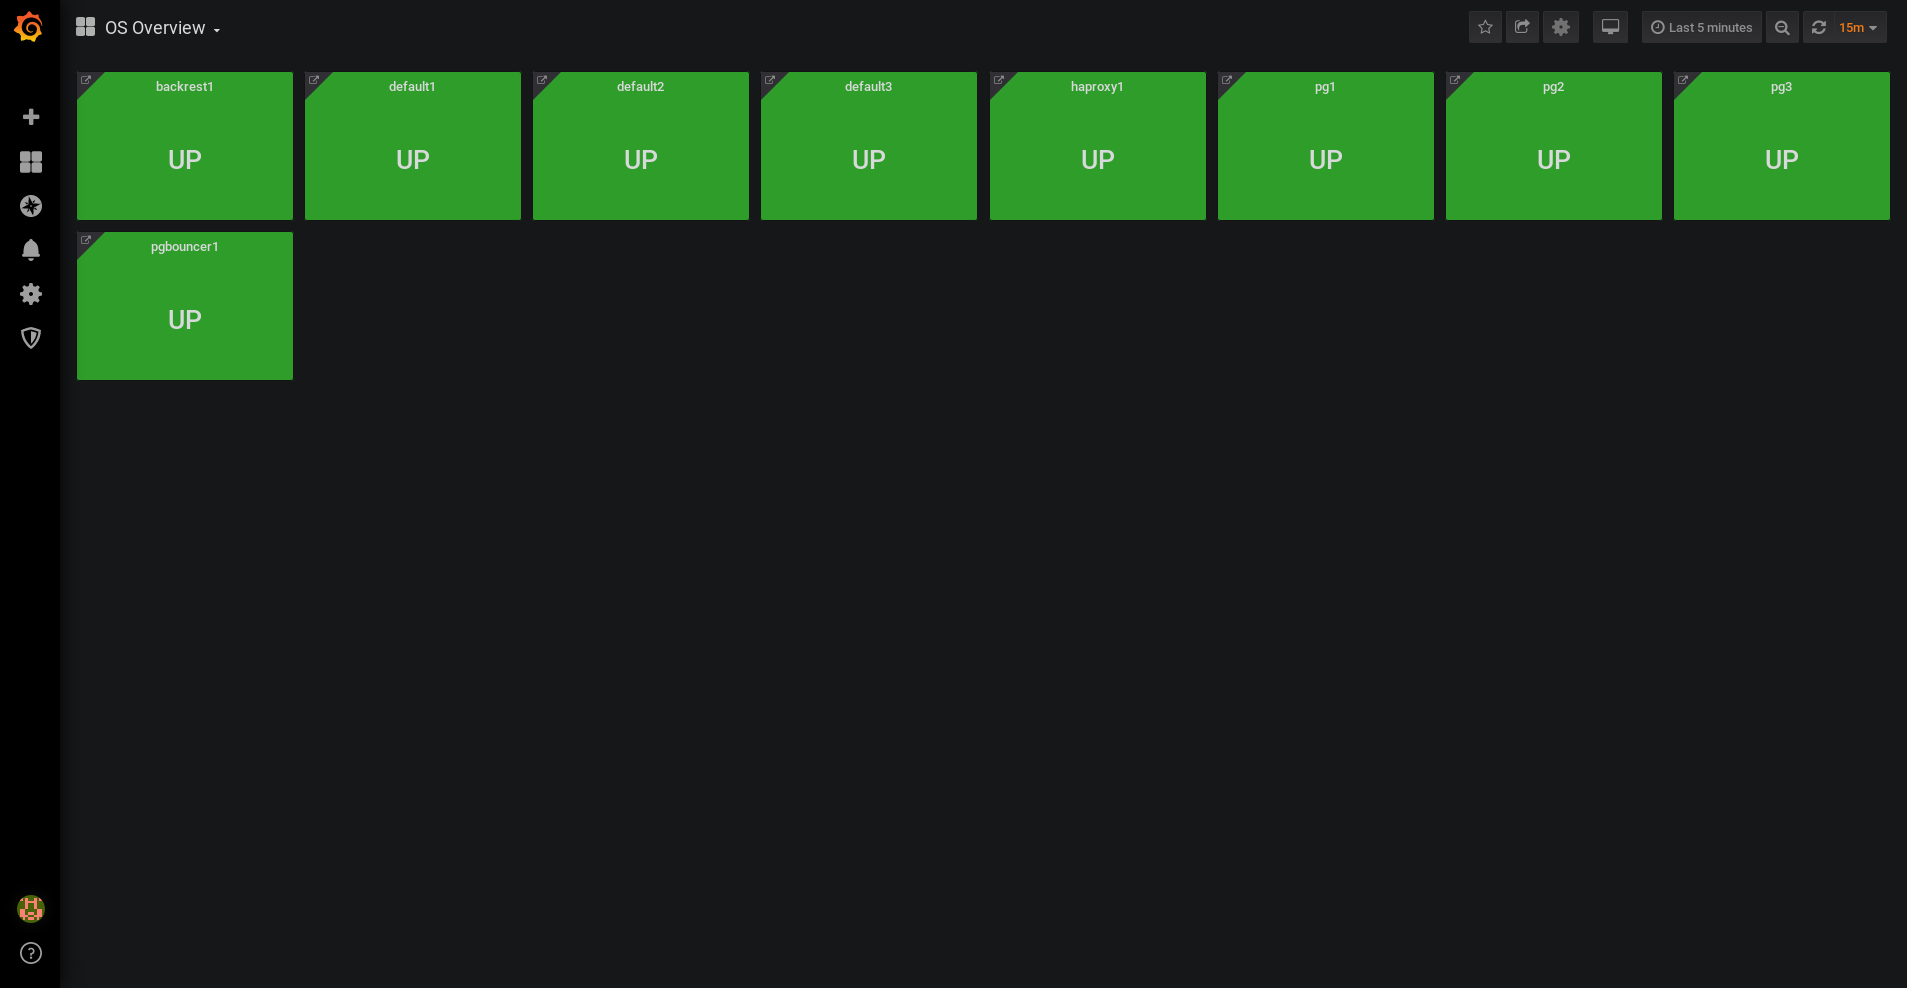 OS Overview
Last 5 minutes
15m
backrest1
UP
default1
UP
default2
UP
default3
UP
haproxy1
UP
pg1
UP
pg2
UP
pg3
UP
pgbouncer1
UP
?